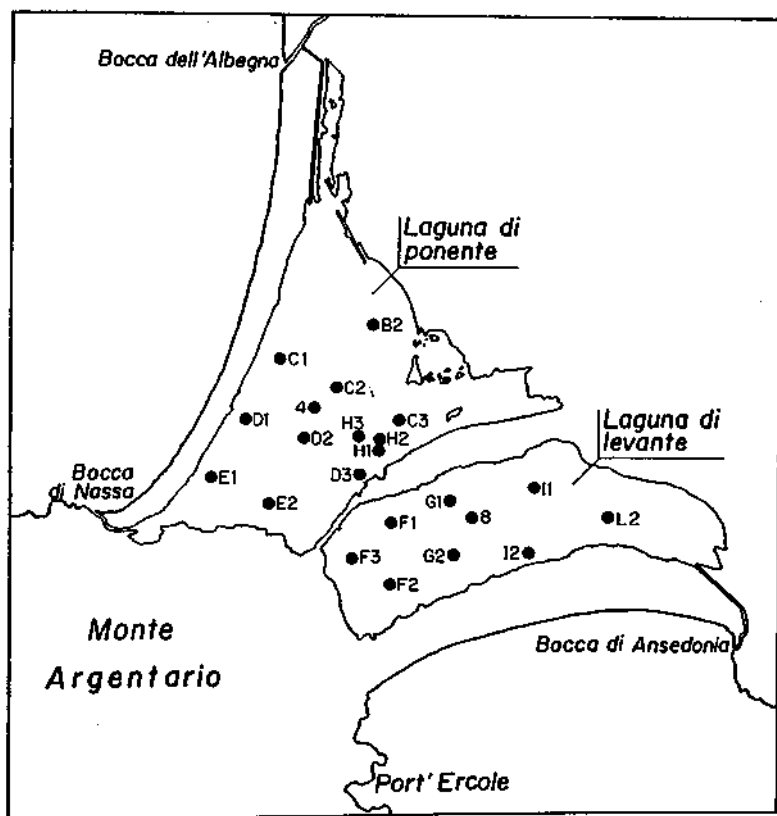 Bocca dell'Albegna
Laguna di
ponente
B2
C1
C2
4
C3
D1
H3
D2
H2
H1
Laguna di
levante
Bocca
di Nassa
D3
E1
E2
I1
G1
F1
8
L2
F3
G2
I2
F2
Monte
Argentario
Bocca di Ansedonia
Port' Ercole